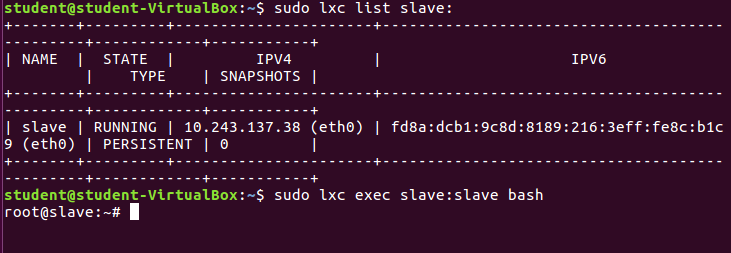 student@student-VirtualBox:~$ sudo lxc list slave:
+-------+---------+-----------------------+-------------------------------------
---------+------------+-----------+
| NAME  |  STATE  |         IPV4          |                     IPV6
         |    TYPE    | SNAPSHOTS |
+-------+---------+-----------------------+-------------------------------------
---------+------------+-----------+
| slave | RUNNING | 10.243.137.38 (eth0) | fd8a:dcb1:9c8d:8189:216:3eff:fe8c:b1c
9 (eth0) | PERSISTENT | 0         |
+-------+---------+-----------------------+-------------------------------------
---------+------------+-----------+
student@student-VirtualBox:~$ sudo lxc exec slave:slave bash
root@slave:~#